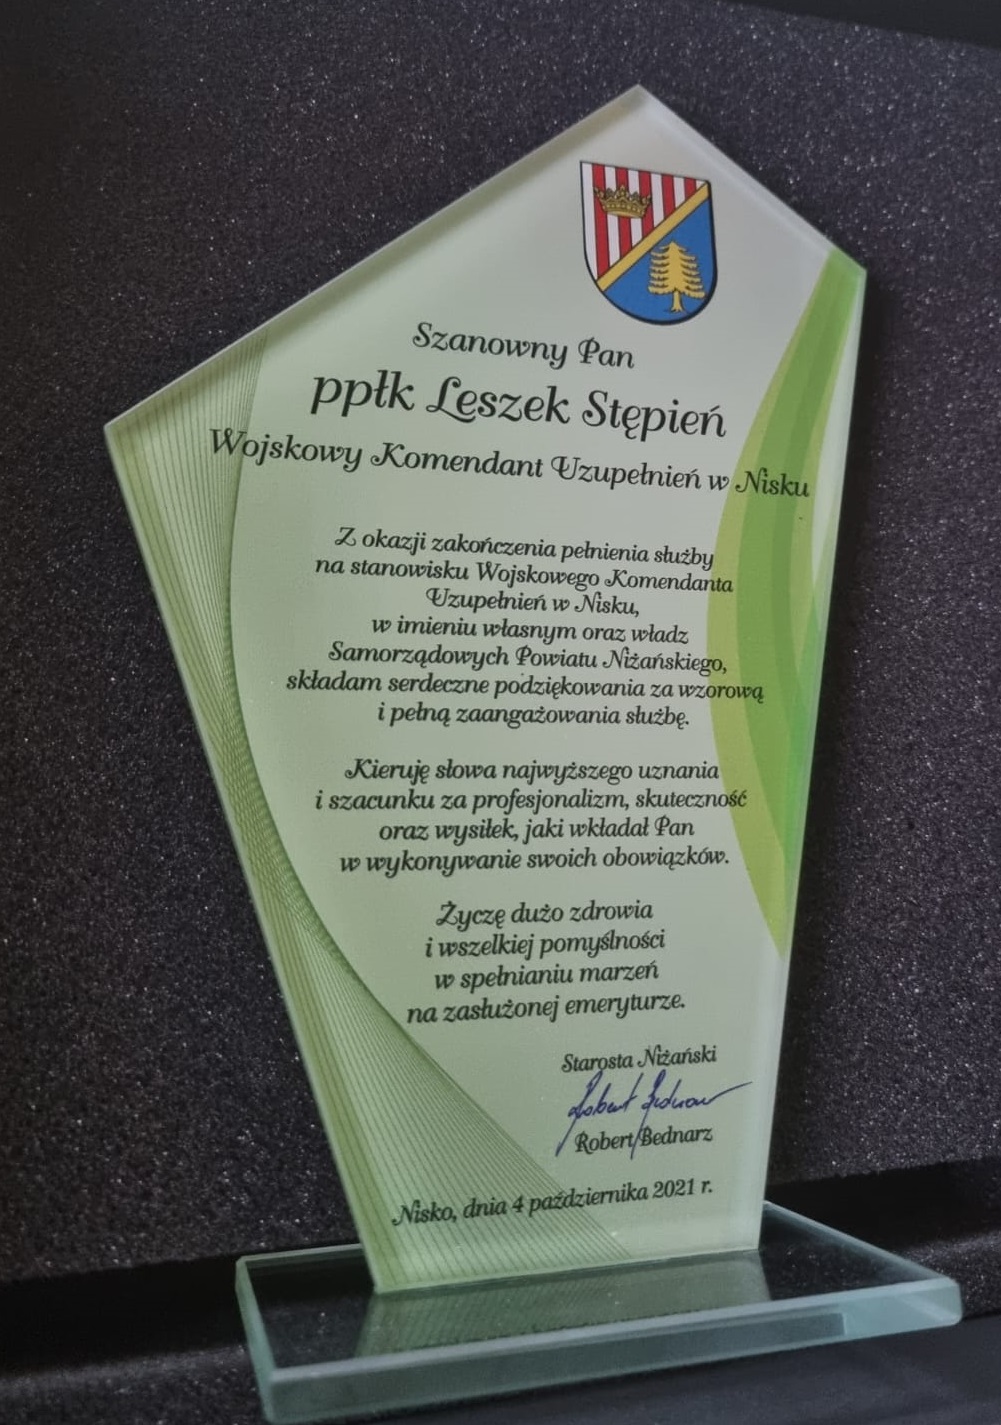 Szanowny Pan
ppłk Leszek Stępień
Wojskowy Komendant Uzupełnień w Nisku
Z okazji zakończenia pełnienia służby
na stanowisku Wojskowego Komendanta
Uzupełnień w Nisku,
w imieniu własnym oraz władz
Samorządowych Powiatu Niżańskiego,
składam serdeczne podziękowania za wzorową
i pełną zaangażowania służbę.
Kieruję słowa najwyższego uznania
i szacunku za profesjonalizm, skuteczność
oraz wysiłek, jaki wkładał Pan
w wykonywanie swoich obowiązków.
Życzę dużo zdrowia
i wszelkiej pomyślności
w spełnianiu marzeń
na zasłużonej emeryturze.
Starosta Niżański
Robert Bednarz
Robert Bednarz
Nisko, dnia 4 października 2021 r.